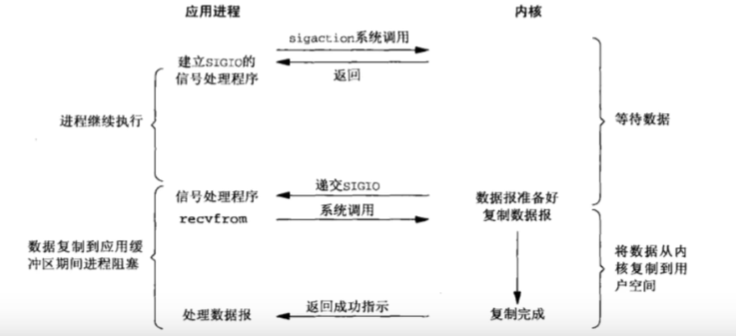 应用进程
内核
sigaction系统调用
建立SIGIO的
信号处理程序
返回
进程继续执行
等待数据
递交SIGIO
信号处理程序
数据报准备好
系统调用
复制数据报
recvfrom
数据复制到应用缓
冲区期间进程阻塞
将数据从内
核复制到用
户空间
返回成功指示
处理数据报
复制完成